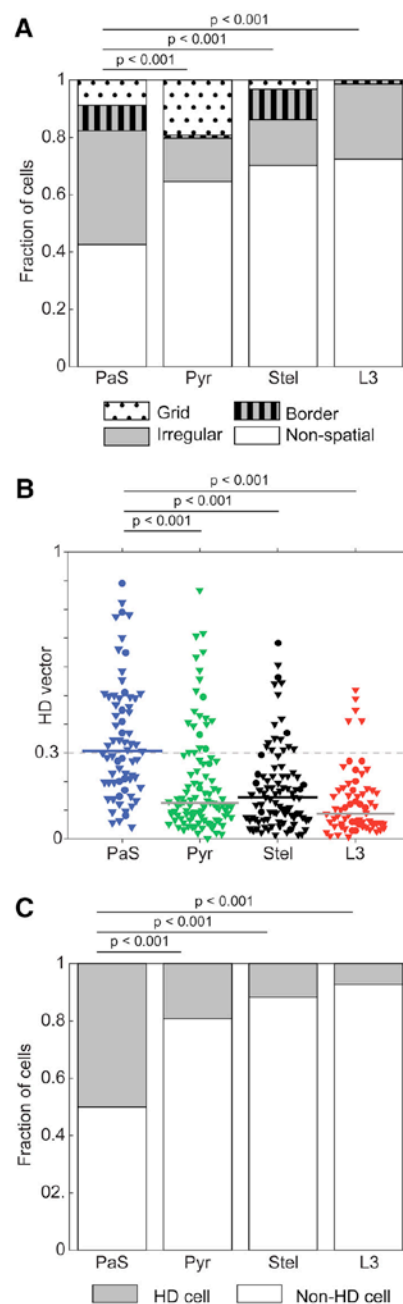 A
p < 0.001
p < 0.001
p < 0.001
Fraction of cells
1
0.8
0.6
0.4
0.2
0
PaS Pyr Stel L3
Grid Border
Irregular Non-spatial
B
p < 0.001
p < 0.001
p < 0.001
HD vector
1
0.3
0
PaS Pyr Stel L3
C
p < 0.001
p < 0.001
p < 0.001
Fraction of cells
1
0.8
0.6
0.4
02.
0
PaS Pyr Stel L3
HD cell Non-HD cell